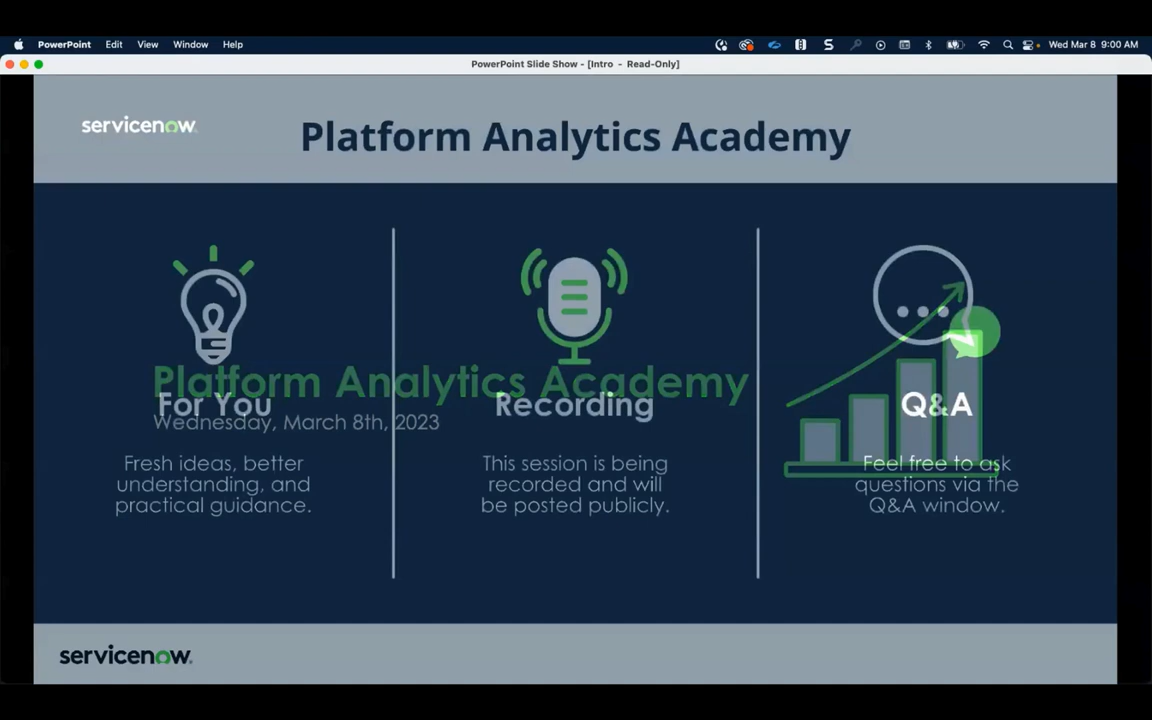 PowerPoint Edit View Window Help
Wed Mar 8 9:00 AM
PowerPoint Slide Show - [Intro - Read-Only]
servicenow
Platform Analytics Academy
Platform Analytics Academy
Wednesday, March 8th, 2023
For You
Fresh ideas, better
understanding, and
practical guidance.
Recording
This session is being
recorded and will
be posted publicly.
Q&A
Feel free to ask
questions via the
Q&A window.
servicenow